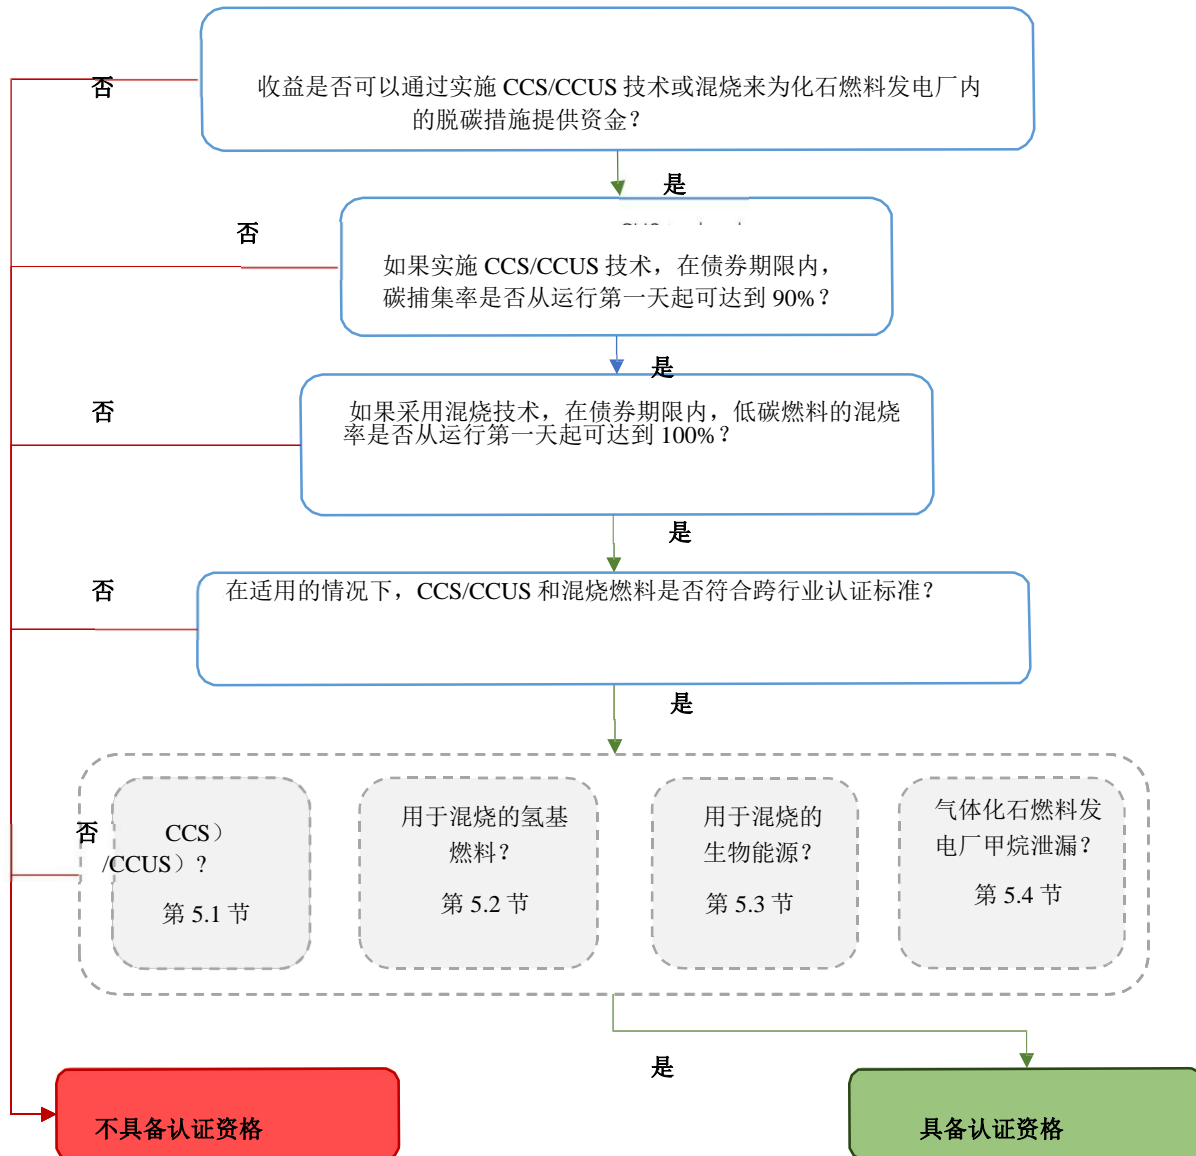 否
收益是否可以通过实施 CCS/CCUS 技术或混烧来为化石燃料发电厂内
的脱碳措施提供资金？
是
否
如果实施 CCS/CCUS 技术，在债券期限内，
碳捕集率是否从运行第一天起可达到 90%？
是
否
如果采用混烧技术，在债券期限内，低碳燃料的混烧
率是否从运行第一天起可达到 100%？
是
否
在适用的情况下，CCS/CCUS 和混烧燃料是否符合跨行业认证标准？
是
否
CCS）
/CCUS）?
第 5.1 节
用于混烧的氢基
燃料？
第 5.2 节
用于混烧的
生物能源？
第 5.3 节
气体化石燃料发
电厂甲烷泄漏？
第 5.4 节
是
不具备认证资格
具备认证资格